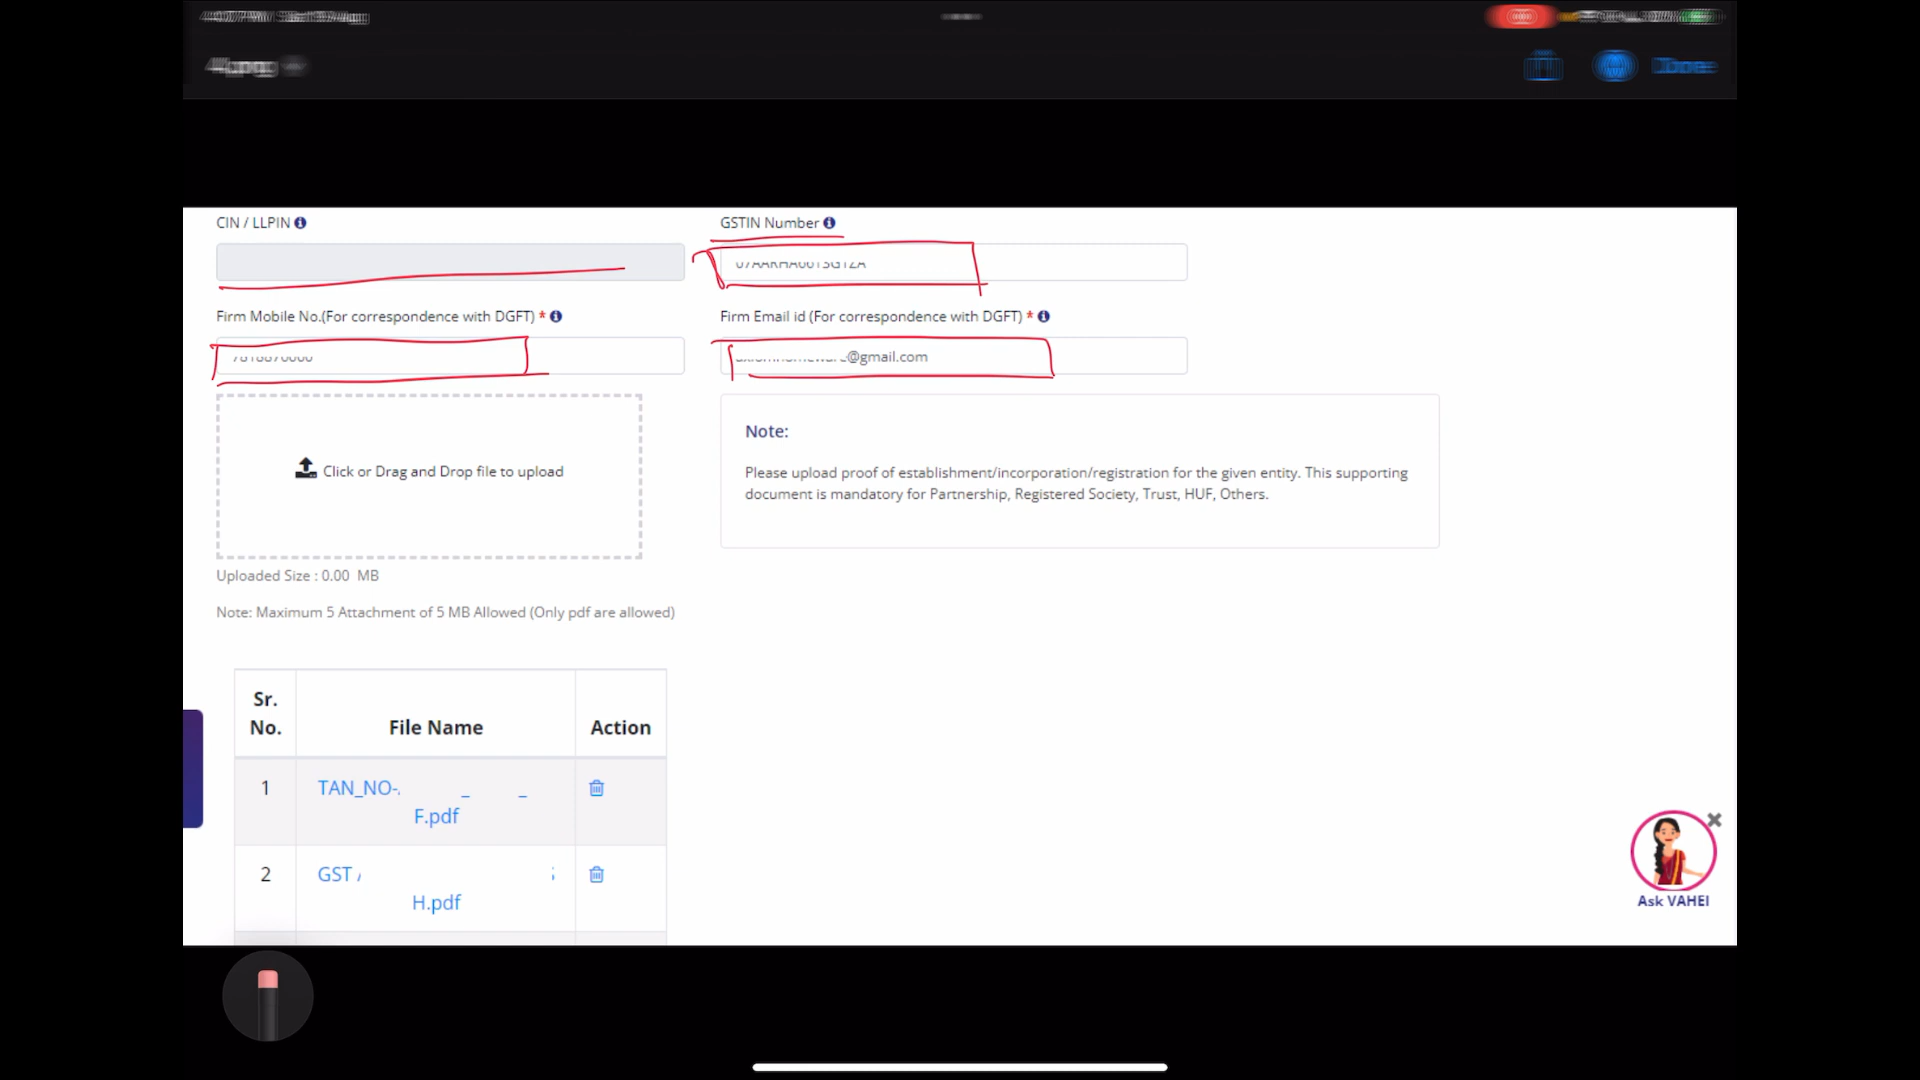 CIN / LLPIN
GSTIN Number
Firm Mobile No.(For correspondence with DGFT) *
Firm Email id (For correspondence with DGFT) *
@gmail.com
Click or Drag and Drop file to upload
Note:
Please upload proof of establishment/incorporation/registration for the given entity. This supporting
document is mandatory for Partnership, Registered Society, Trust, HUF, Others.
Uploaded Size : 0.00 MB
Note: Maximum 5 Attachment of 5 MB Allowed (Only pdf are allowed)
Sr. No.
File Name
Action
1
TAN_NO-
F.pdf
2
GST
H.pdf
Ask VAHEI